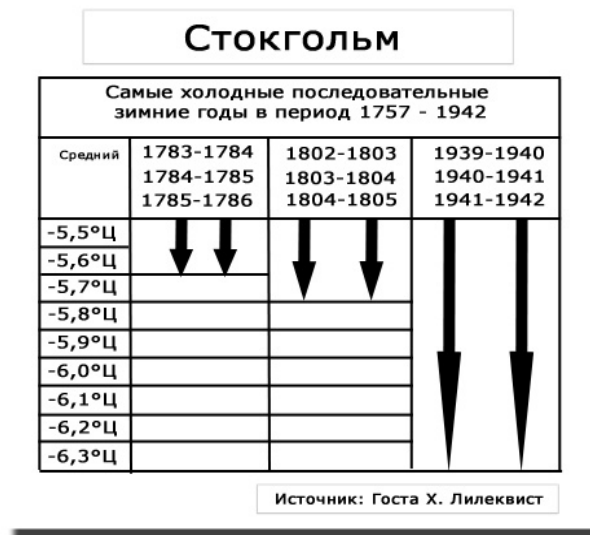 Стокгольм
Самые холодные последовательные
зимние годы в период 1757 - 1942
Средний
1783-1784
1784-1785
1785-1786
1802-1803
1803-1804
1804-1805
1939-1940
1940-1941
1941-1942
-5,5°Ц
-5,6°Ц
-5,7°Ц
-5,8°Ц
-5,9°Ц
-6,0°Ц
-6,1°Ц
-6,2°Ц
-6,3°Ц
Источник: Госта Х. Лилеквист